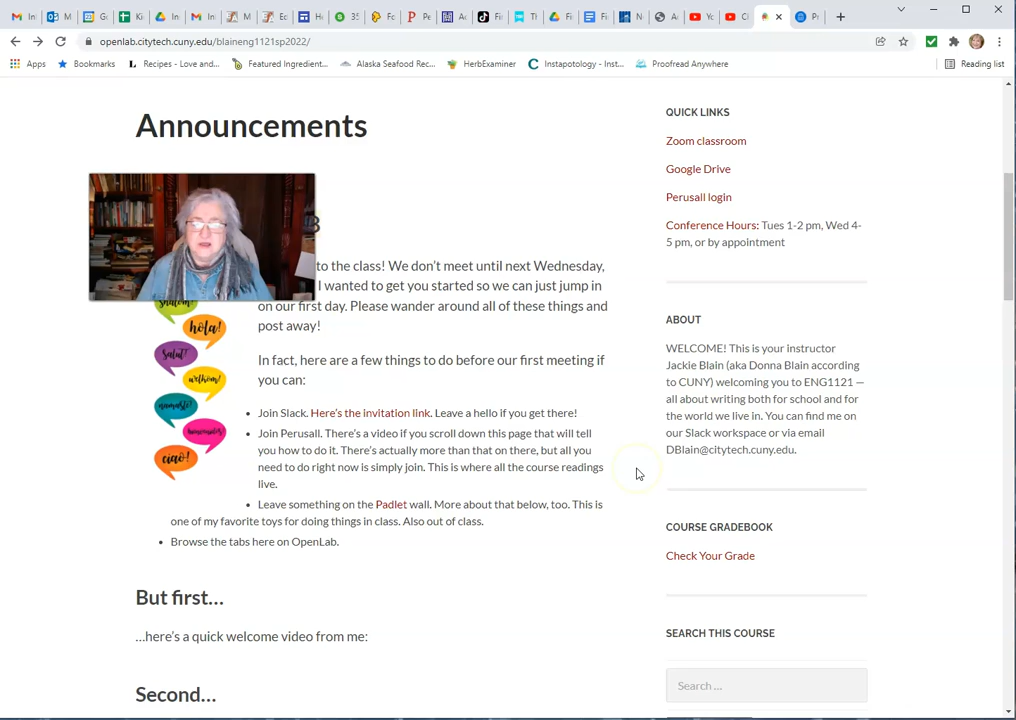 openlab.citytech.cuny.edu/blaineng1121sp2022/
Apps
Bookmarks
Recipes - Love and...
Featured Ingredient...
Alaska Seafood Rec...
HerbExaminer
Instapotology - Inst...
Proofread Anywhere
Reading list
Announcements
to the class! We don't meet until next Wednesday,
I wanted to get you started so we can just jump in
on our first day. Please wander around all of these things and
post away!
In fact, here are a few things to do before our first meeting if
you can:
• Join Slack. Here's the invitation link. Leave a hello if you get there!
• Join Perusall. There's a video if you scroll down this page that will tell
you how to do it. There's actually more than that on there, but all you
need to do right now is simply join. This is where all the course readings
live.
• Leave something on the Padlet wall. More about that below, too. This is
one of my favorite toys for doing things in class. Also out of class.
• Browse the tabs here on OpenLab.
hola!
Salut!
welkom!
namaste!
ciao!
But first...
...here's a quick welcome video from me:
Second...
QUICK LINKS
Zoom classroom
Google Drive
Perusall login
Conference Hours: Tues 1-2 pm, Wed 4-
5 pm, or by appointment
ABOUT
WELCOME! This is your instructor
Jackie Blain (aka Donna Blain according
to CUNY) welcoming you to ENG1121 —
all about writing both for school and for
the world we live in. You can find me on
our Slack workspace or via email
DBlain@citytech.cuny.edu.
COURSE GRADEBOOK
Check Your Grade
SEARCH THIS COURSE
Search ...